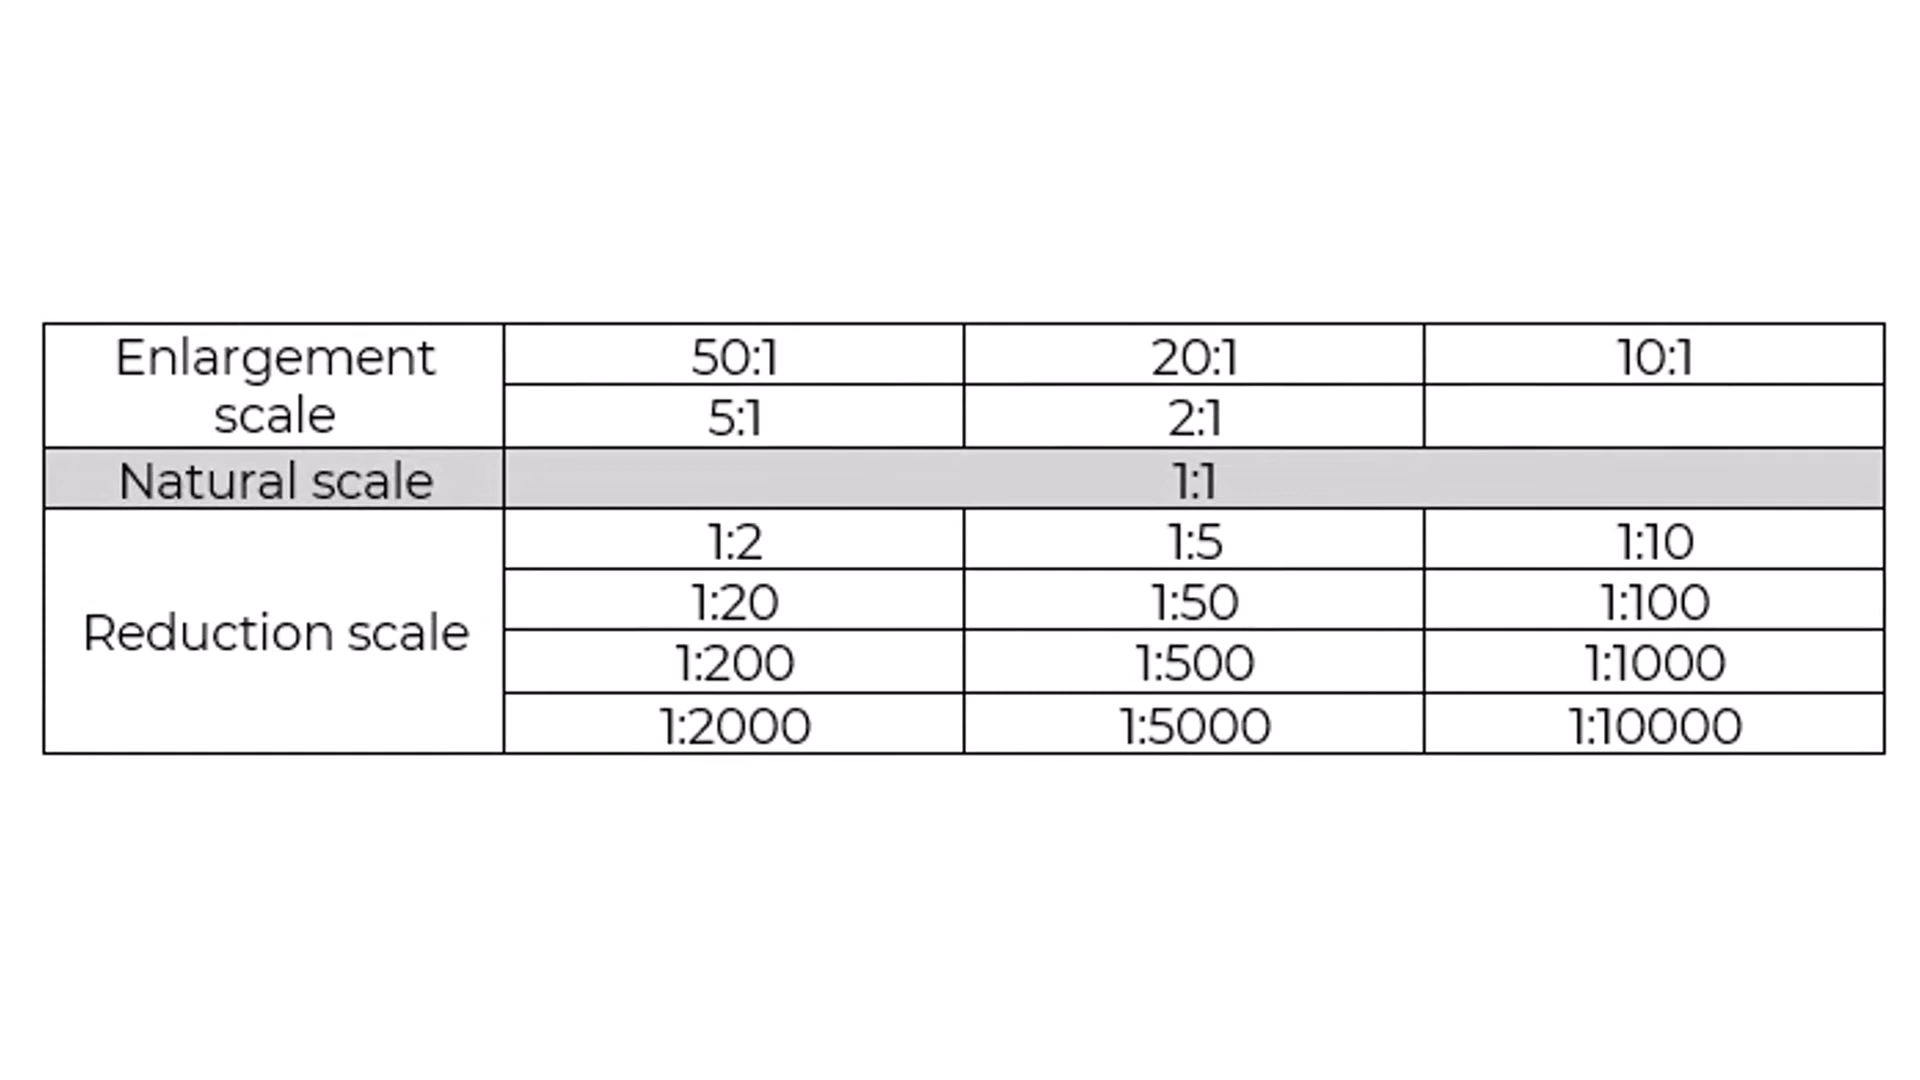 Enlargement 50:1 20:1 10:1
scale 5:1 2:1
Natural scale 1:1
1:2 1:5 1:10
1:20 1:50 1:100
Reduction scale
1:200 1:500 1:1000
1:2000 1:5000 1:10000